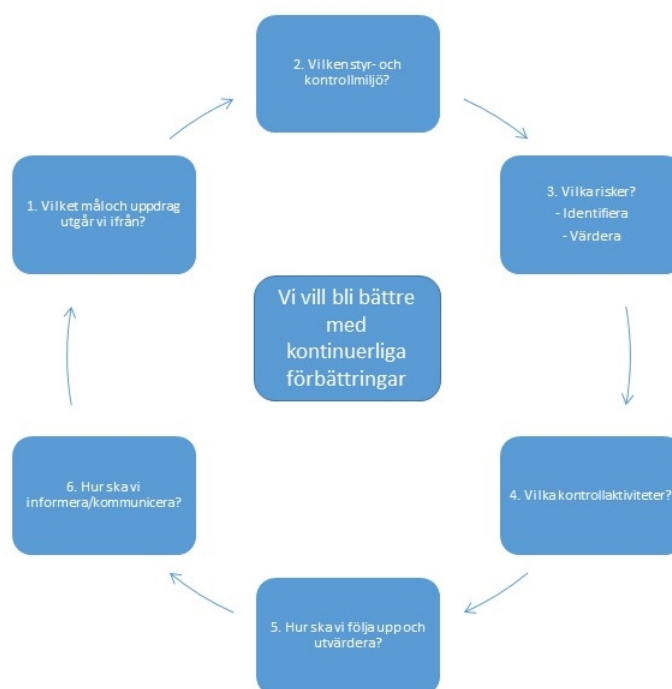 2. Vilken styr- och
kontrollmiljö?
1. Vilket mål och uppdrag
utgår vi ifrån?
3. Vilka risker?
- Identifiera
- Värdera
Vi vill bli bättre
med
kontinuerliga
förbättringar
6. Hur ska vi
informera/kommunicera?
4. Vilka kontrollaktiviteter?
5. Hur ska vi följa upp och
utvärdera?